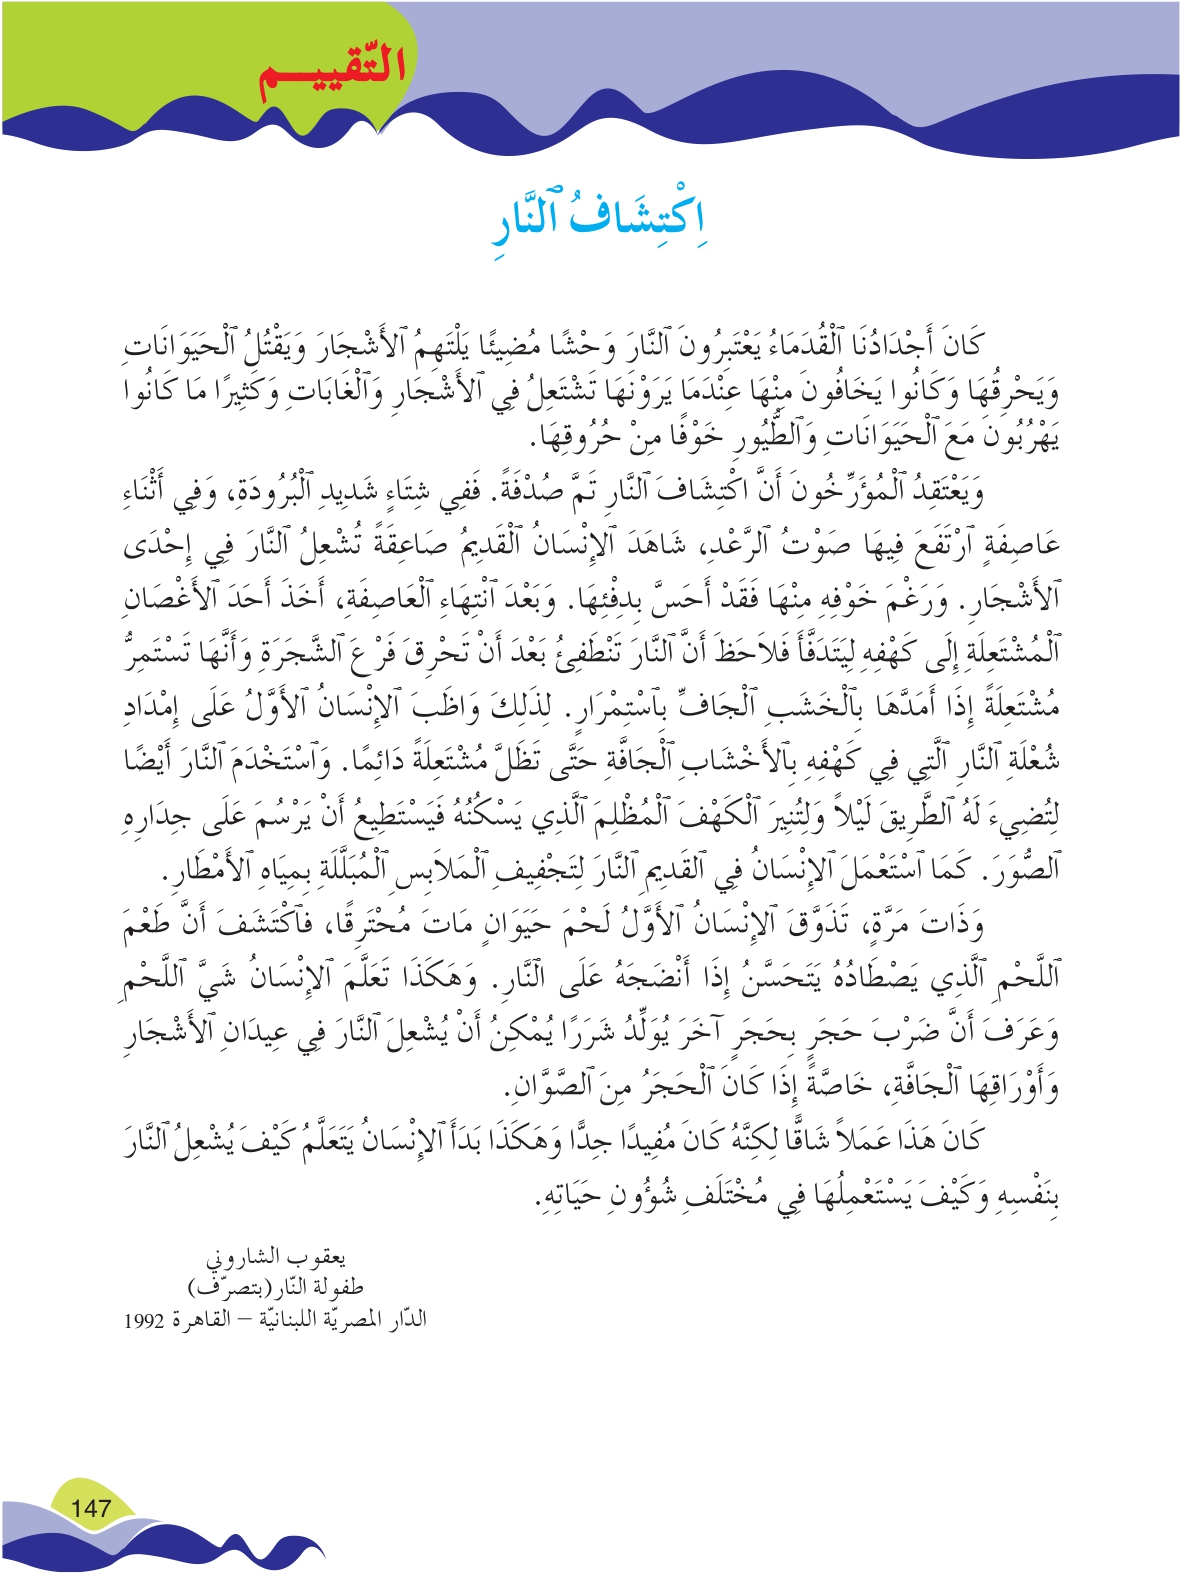 التّقييـــم
اِكْتِشَافُ ٱلنَّارِ
كَانَ أَجْدَادُنَا ٱلْقُدَمَاءُ يَعْتَبِرُونَ ٱلنَّارَ وَحْشًا مُضِيئًا يَلْتَهِمُ ٱلأَشْجَارَ وَيَقْتُلُ ٱلْحَيَوَانَاتِ
وَيَحْرِقُهَا وَكَانُوا يَخَافُونَ مِنْهَا عِنْدَمَا يَرَوْنَهَا تَشْتَعِلُ فِي ٱلأَشْجَارِ وَٱلْغَابَاتِ وَكَثِيرًا مَا كَانُوا
يَهْرُبُونَ مَعَ ٱلْحَيَوَانَاتِ وَٱلطُّيُورِ خَوْفًا مِنْ حُرُوقِهَا.
وَيَعْتَقِدُ ٱلْمُؤَرِّخُونَ أَنَّ اكْتِشَافَ ٱلنَّارِ تَمَّ صُدْفَةً. فَفِي شِتَاءٍ شَدِيدِ ٱلْبُرُودَةِ، وَفِي أَثْنَاءِ
عَاصِفَةٍ ٱرْتَفَعَ فِيهَا صَوْتُ ٱلرَّعْدِ، شَاهَدَ ٱلإِنْسَانُ ٱلْقَدِيمُ صَاعِقَةً تُشْعِلُ ٱلنَّارَ فِي إِحْدَى
ٱلأَشْجَارِ. وَرَغْمَ خَوْفِهِ مِنْهَا فَقَدْ أَحَسَّ بِدِفْئِهَا. وَبَعْدَ ٱنْتِهَاءِ ٱلْعَاصِفَةِ، أَخَذَ أَحَدَ ٱلأَغْصَانِ
ٱلْمُشْتَعِلَةِ إِلَى كَهْفِهِ لِيَتَدَفَّأَ فَلاَحَظَ أَنَّ ٱلنَّارَ تَنْطَفِئُ بَعْدَ أَنْ تَحْرِقَ فَرْعَ ٱلشَّجَرَةِ وَأَنَّهَا تَسْتَمِرُّ
مُشْتَعِلَةً إِذَا أَمَدَّهَا بِٱلْخَشَبِ ٱلْجَافِّ بِٱسْتِمْرَارٍ. لِذَلِكَ وَاظَبَ ٱلإِنْسَانُ ٱلأَوَّلُ عَلَى إِمْدَادِ
شُعْلَةِ ٱلنَّارِ ٱلَّتِي فِي كَهْفِهِ بِٱلأَخْشَابِ ٱلْجَافَّةِ حَتَّى تَظَلَّ مُشْتَعِلَةً دَائِمًا. وَٱسْتَخْدَمَ ٱلنَّارَ أَيْضًا
لِتُضِيءَ لَهُ ٱلطَّرِيقَ لَيْلاً وَلِتُنِيرَ ٱلْكَهْفَ ٱلْمُظْلِمَ ٱلَّذِي يَسْكُنُهُ فَيَسْتَطِيعُ أَنْ يَرْسُمَ عَلَى جِدَارِهِ
ٱلصُّوَرَ. كَمَا ٱسْتَعْمَلَ ٱلإِنْسَانُ فِي ٱلقَدِيمِ ٱلنَّارَ لِتَجْفِيفِ ٱلْمَلاَبِسِ ٱلْمُبَلَّلَةِ بِمِيَاهِ ٱلأَمْطَارِ.
وَذَاتَ مَرَّةٍ، تَذَوَّقَ ٱلإِنْسَانُ ٱلأَوَّلُ لَحْمَ حَيَوَانٍ مَاتَ مُحْتَرِقًا، فَٱكْتَشَفَ أَنَّ طَعْمَ
ٱللَّحْمِ ٱلَّذِي يَصْطَادُهُ يَتَحَسَّنُ إِذَا أَنْضَجَهُ عَلَى ٱلنَّارِ. وَهَكَذَا تَعَلَّمَ ٱلإِنْسَانُ شَيَّ ٱللَّحْمِ
وَعَرَفَ أَنَّ ضَرْبَ حَجَرٍ بِحَجَرٍ آخَرَ يُوَلِّدُ شَرَرًا يُمْكِنُ أَنْ يُشْعِلَ ٱلنَّارَ فِي عِيدَانِ ٱلأَشْجَارِ
وَأَوْرَاقِهَا ٱلْجَافَّةِ، خَاصَّةً إِذَا كَانَ ٱلْحَجَرُ مِنَ ٱلصَّوَّانِ.
كَانَ هَذَا عَمَلاً شَاقًّا لِكِنَّهُ كَانَ مُفِيدًا جِدًّا وَهَكَذَا بَدَأَ ٱلإِنْسَانُ يَتَعَلَّمُ كَيْفَ يُشْعِلُ ٱلنَّارَ
بِنَفْسِهِ وَكَيْفَ يَسْتَعْمِلُهَا فِي مُخْتَلَفِ شُؤُونِ حَيَاتِهِ.
يعقوب الشاروني
طفولة النّار (بتصرّف)
الدّار المصريّة اللبنانيّة – القاهرة 1992
147